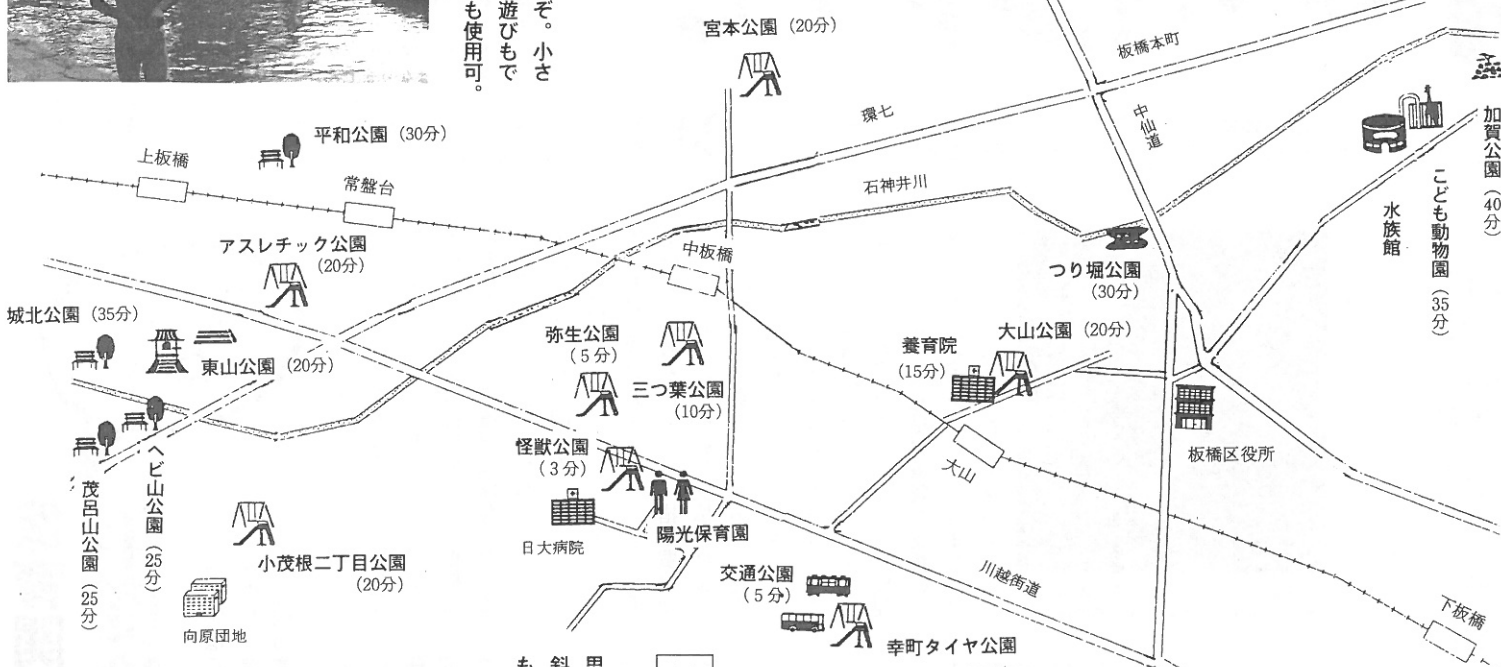 ぞ。小さ
遊びもで
も使用可。
宮本公園（20分）
板橋本町
環七
中仙道
加賀公園（40分）
こども動物園（35分）
水族館
平和公園（30分）
上板橋
常盤台
石神井川
アスレチック公園
（20分）
中板橋
つり堀公園
（30分）
城北公園（35分）
東山公園（20分）
弥生公園
（5分）
三つ葉公園
（10分）
大山公園（20分）
養育院
（15分）
板橋区役所
大山
怪獣公園
（3分）
ヘビ山公園（25分）
茂呂山公園（25分）
日大病院
陽光保育園
小茂根二丁目公園
（20分）
向原団地
交通公園
（5分）
川越街道
幸町タイヤ公園
下板橋